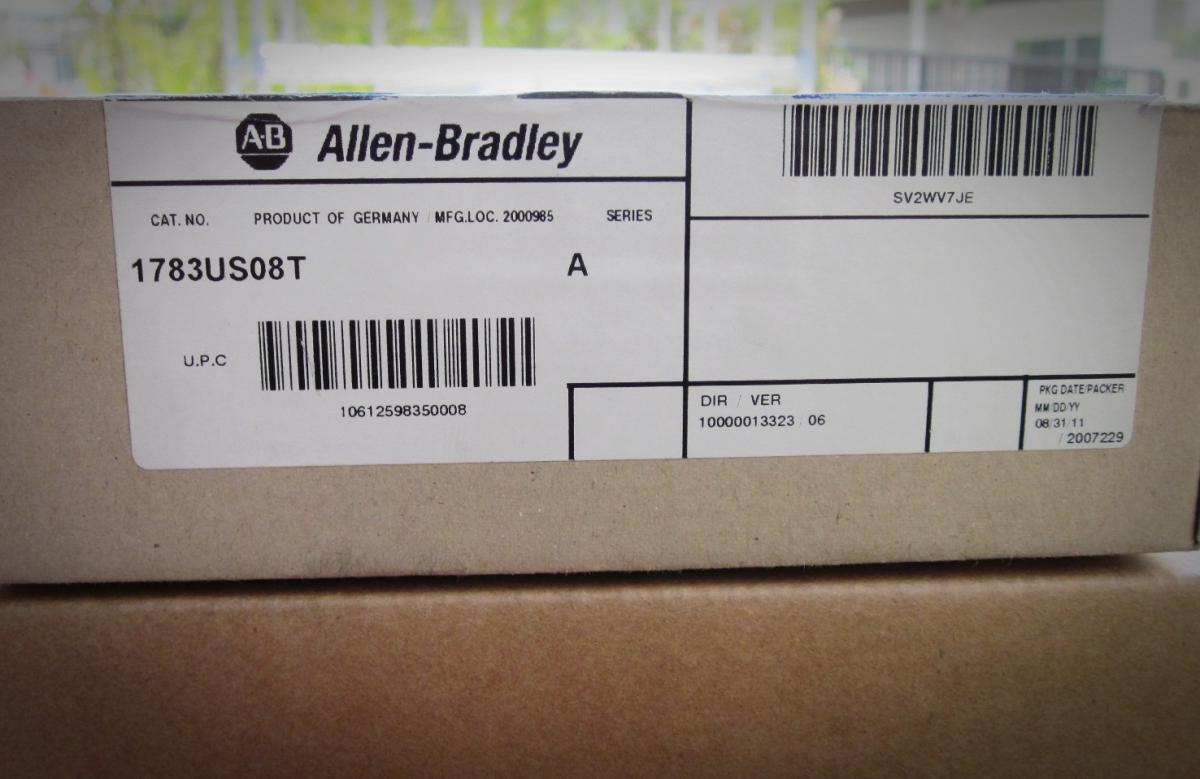 A-B Allen-Bradley
CAT. NO. PRODUCT OF GERMANY / MFG.LOC. 2000985 SERIES
1783US08T A
U.P.C
10612598350008
SV2WV7JE
DIR / VER
10000013323 / 06
PKG DATE/PACKER
MM/DD/YY
08/31/11
/ 2007229